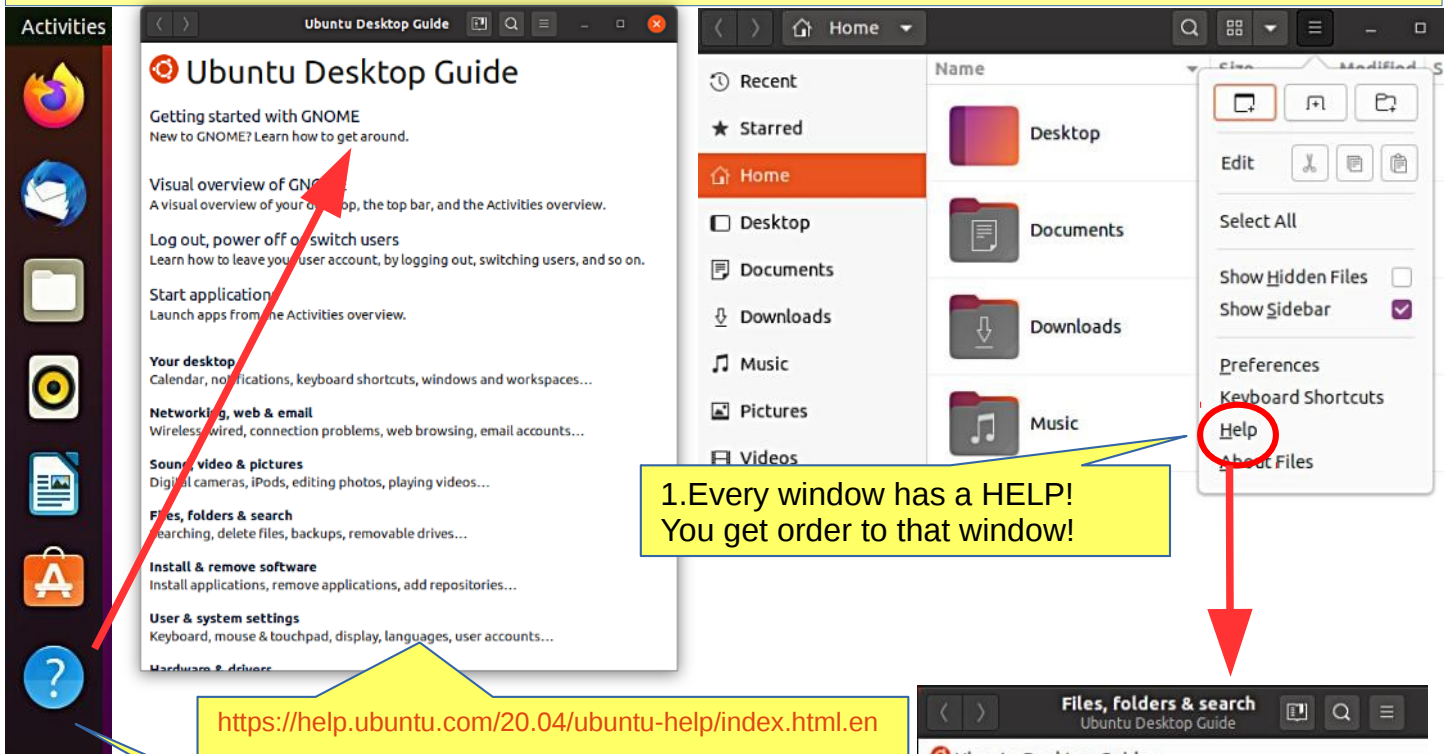 Activities
Ubuntu Desktop Guide
Ubuntu Desktop Guide
Getting started with GNOME
New to GNOME? Learn how to get around.
Visual overview of
A visual overview of your desktop, the top bar, and the Activities overview.
Log out, power off or switch users
Learn how to leave your user account, by logging out, switching users, and so on.
Start applications
Launch apps from the Activities overview.
Your desktop
Calendar, notifications, keyboard shortcuts, windows and workspaces…
Networking, web & email
Wireless, wired, connection problems, web browsing, email accounts…
Sound, video & pictures
Digital cameras, iPods, editing photos, playing videos…
Files, folders & search
Searching, delete files, backups, removable drives…
Install & remove software
Install applications, remove applications, add repositories…
User & system settings
Keyboard, mouse & touchpad, display, languages, user accounts…
Hardware & drivers
https://help.ubuntu.com/20.04/ubuntu-help/index.html.en
Home
Recent
Starred
Home
Desktop
Documents
Downloads
Music
Pictures
Videos
Name
Size
Modified
Desktop
Documents
Downloads
Music
Edit
Select All
Show Hidden Files
Show Sidebar
Preferences
Keyboard Shortcuts
Help
About Files
1.Every window has a HELP!
You get order to that window!
Files, folders & search
Ubuntu Desktop Guide